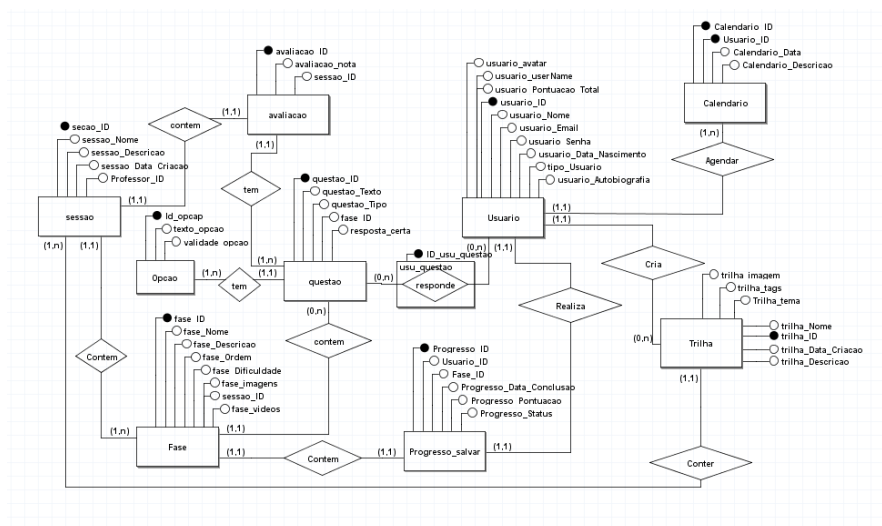 avaliacao_ID
avaliacao_nota
sessao_ID
avaliacao
(1,1)
contem
(1,1)
secao_ID
sessao_Nome
sessao_Descricao
sessao_Data_Criacao
Professor_ID
sessao
(1,1)
(1,n)
(1,1)
tem
(1,n)
Id_opcap
texto_opcao
validade_opcao
Opcao
(1,n)
tem
(1,1)
questao_ID
questao_Texto
questao_Tipo
fase_ID
resposta_certa
questao
(0,n)
(0,n)
ID_usu_questao
usu_questao
responde
usuario_avatar
usuario_userName
usuario_Pontuacao_Total
usuario_ID
usuario_Nome
usuario_Email
usuario_Senha
usuario_Data_Nascimento
tipo_Usuario
usuario_Autobiografia
Usuario
(1,1)
(1,1)
(0,n)
(1,1)
Calendario_ID
Usuario_ID
Calendario_Data
Calendario_Descricao
Calendario
(1,n)
Agendar
Cria
Realiza
trilha_imagem
trilha_tags
Trilha_tema
trilha_Nome
trilha_ID
trilha_Data_Criacao
trilha_Descricao
Trilha
(0,n)
(1,1)
Conter
Contem
contem
fase_ID
fase_Nome
fase_Descricao
fase_Ordem
fase_Dificuldade
fase_imagens
sessao_ID
fase_videos
Fase
(1,n)
(1,1)
(1,1)
Contem
(1,1)
Progresso_ID
Usuario_ID
Fase_ID
Progresso_Data_Conclusao
Progresso_Pontuacao
Progresso_Status
Progresso_salvar
(1,1)